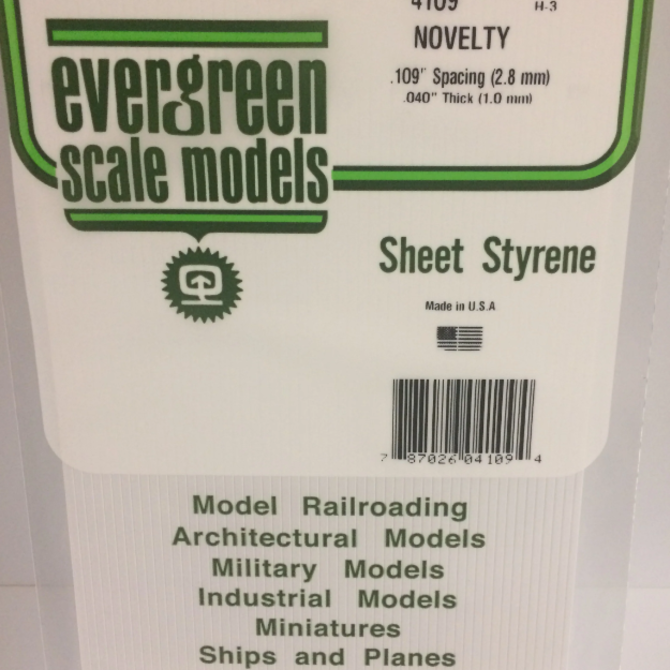 4109
H-3
NOVELTY
.109" Spacing (2.8 mm)
.040" Thick (1.0 mm)
evergreen
scale models
Sheet Styrene
Made in U.S.A
7 87026 04109 4
Model Railroading
Architectural Models
Military Models
Industrial Models
Miniatures
Ships and Planes